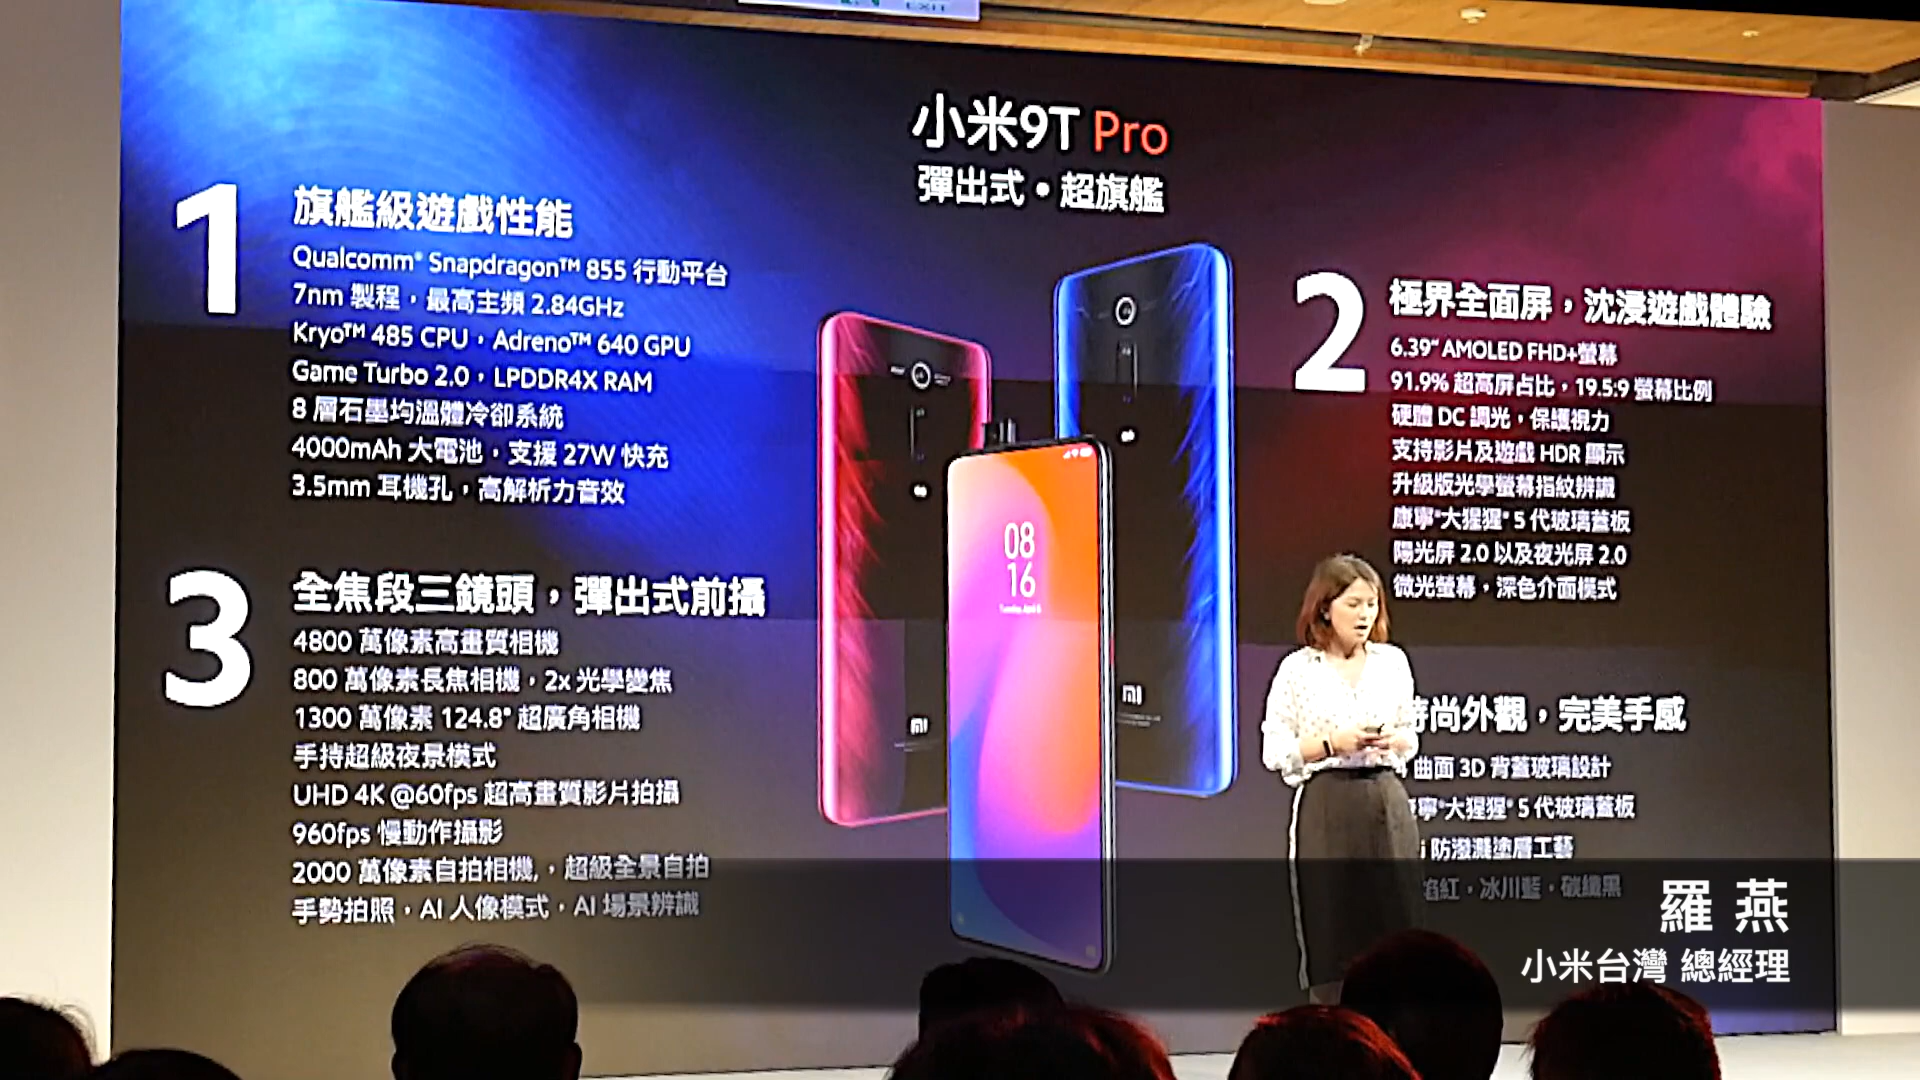 EXIT
小米9T Pro
彈出式•超旗艦
1
旗艦級遊戲性能
Qualcomm® Snapdragon™ 855 行動平台
7nm 製程，最高主頻 2.84GHz
Kryo™ 485 CPU，Adreno™ 640 GPU
Game Turbo 2.0，LPDDR4X RAM
8 層石墨均溫體冷卻系統
4000mAh 大電池，支援 27W 快充
3.5mm 耳機孔，高解析力音效
2
極界全面屏，沈浸遊戲體驗
6.39" AMOLED FHD+螢幕
91.9% 超高屏占比，19.5:9 螢幕比例
硬體 DC 調光，保護視力
支持影片及遊戲 HDR 顯示
升級版光學螢幕指紋辨識
康寧®大猩猩® 5 代玻璃蓋板
陽光屏 2.0 以及夜光屏 2.0
微光螢幕，深色介面模式
3
全焦段三鏡頭，彈出式前攝
4800 萬像素高畫質相機
800 萬像素長焦相機，2x 光學變焦
1300 萬像素 124.8° 超廣角相機
手持超級夜景模式
UHD 4K @60fps 超高畫質影片拍攝
960fps 慢動作攝影
2000 萬像素自拍相機,，超級全景自拍
手勢拍照，AI 人像模式，AI 場景辨識
尚外觀，完美手感
曲面 3D 背蓋玻璃設計
寧®大猩猩® 5 代玻璃蓋板
i 防潑濺塗層工藝
焰紅，冰川藍，碳纖黑
08
16
MI
MI
羅 燕
小米台灣 總經理